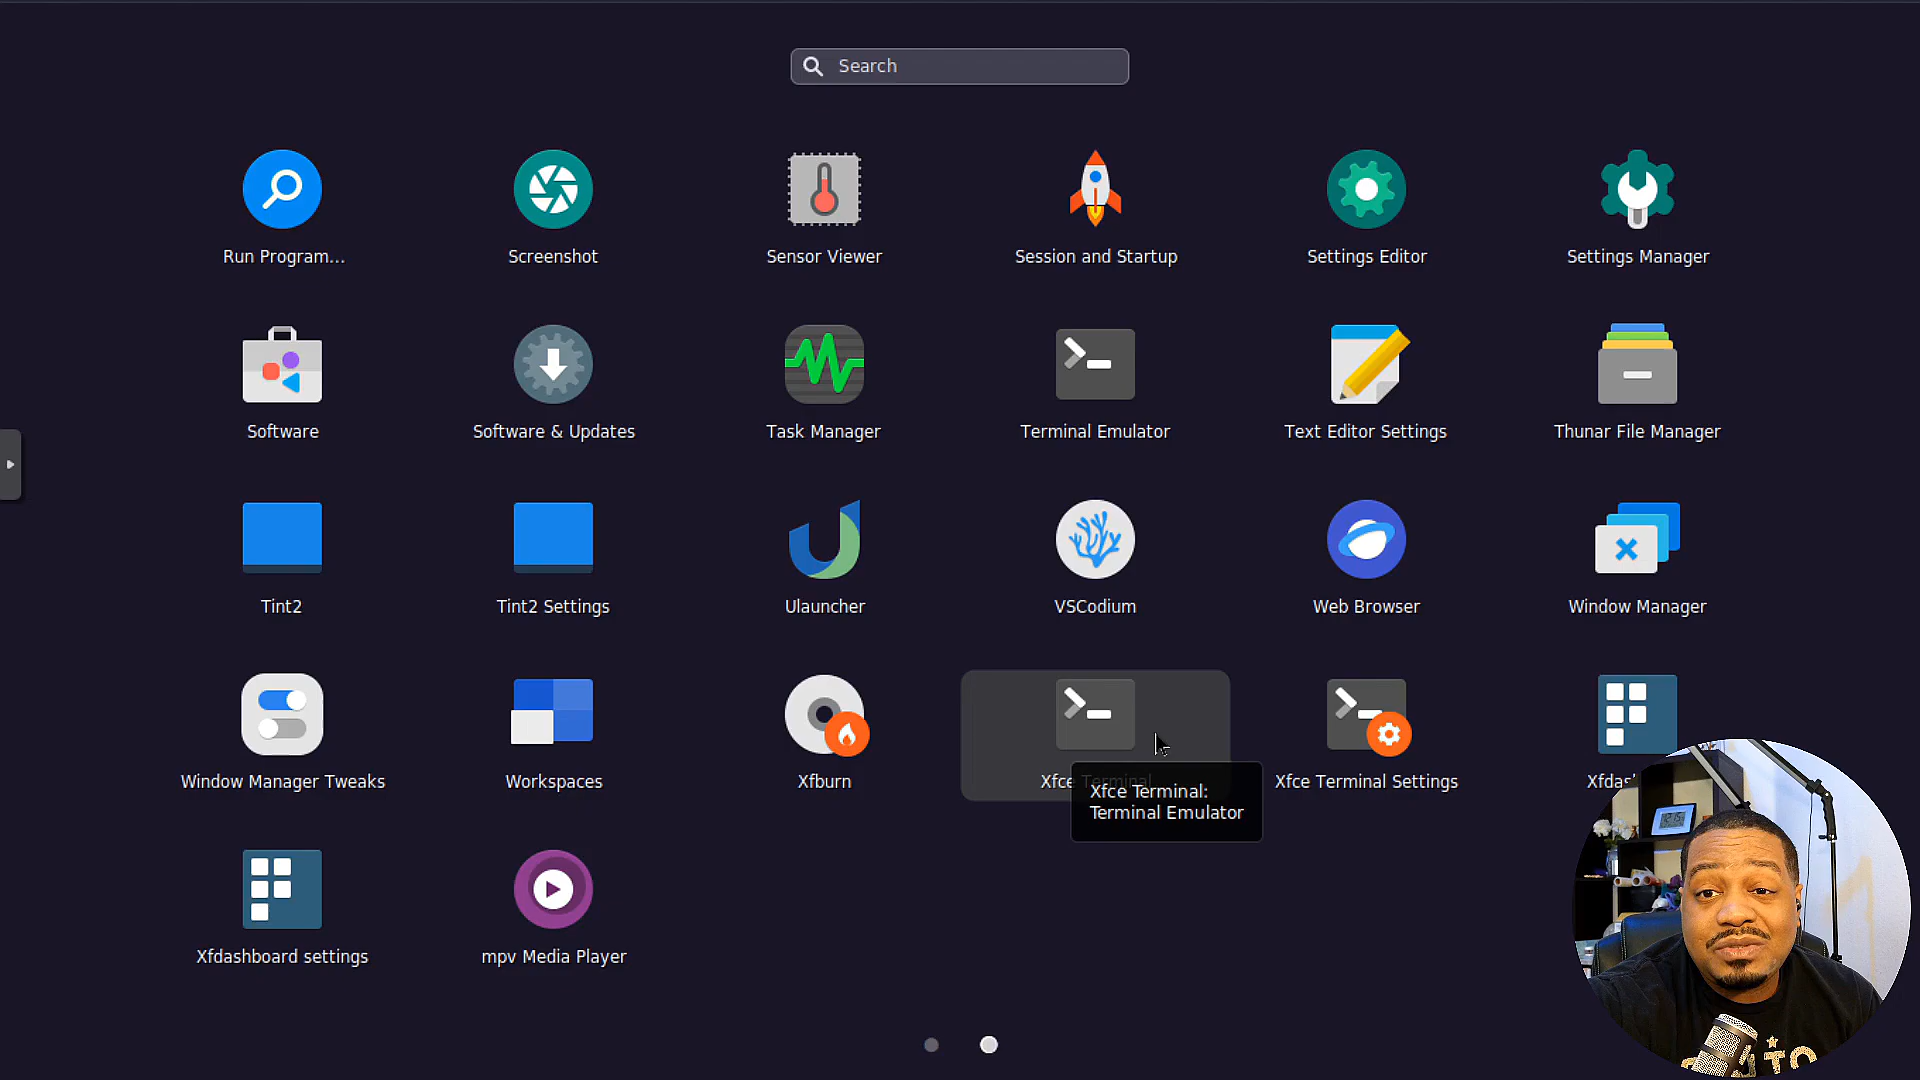 Search
Run Program...
Screenshot
Sensor Viewer
Session and Startup
Settings Editor
Settings Manager
Software
Software & Updates
Task Manager
Terminal Emulator
Text Editor Settings
Thunar File Manager
Tint2
Tint2 Settings
Ulauncher
VSCodium
Web Browser
Window Manager
Window Manager Tweaks
Workspaces
Xfburn
Xfce Terminal
Xfce Terminal Settings
Xfce Terminal:
Terminal Emulator
Xfdashboard settings
mpv Media Player